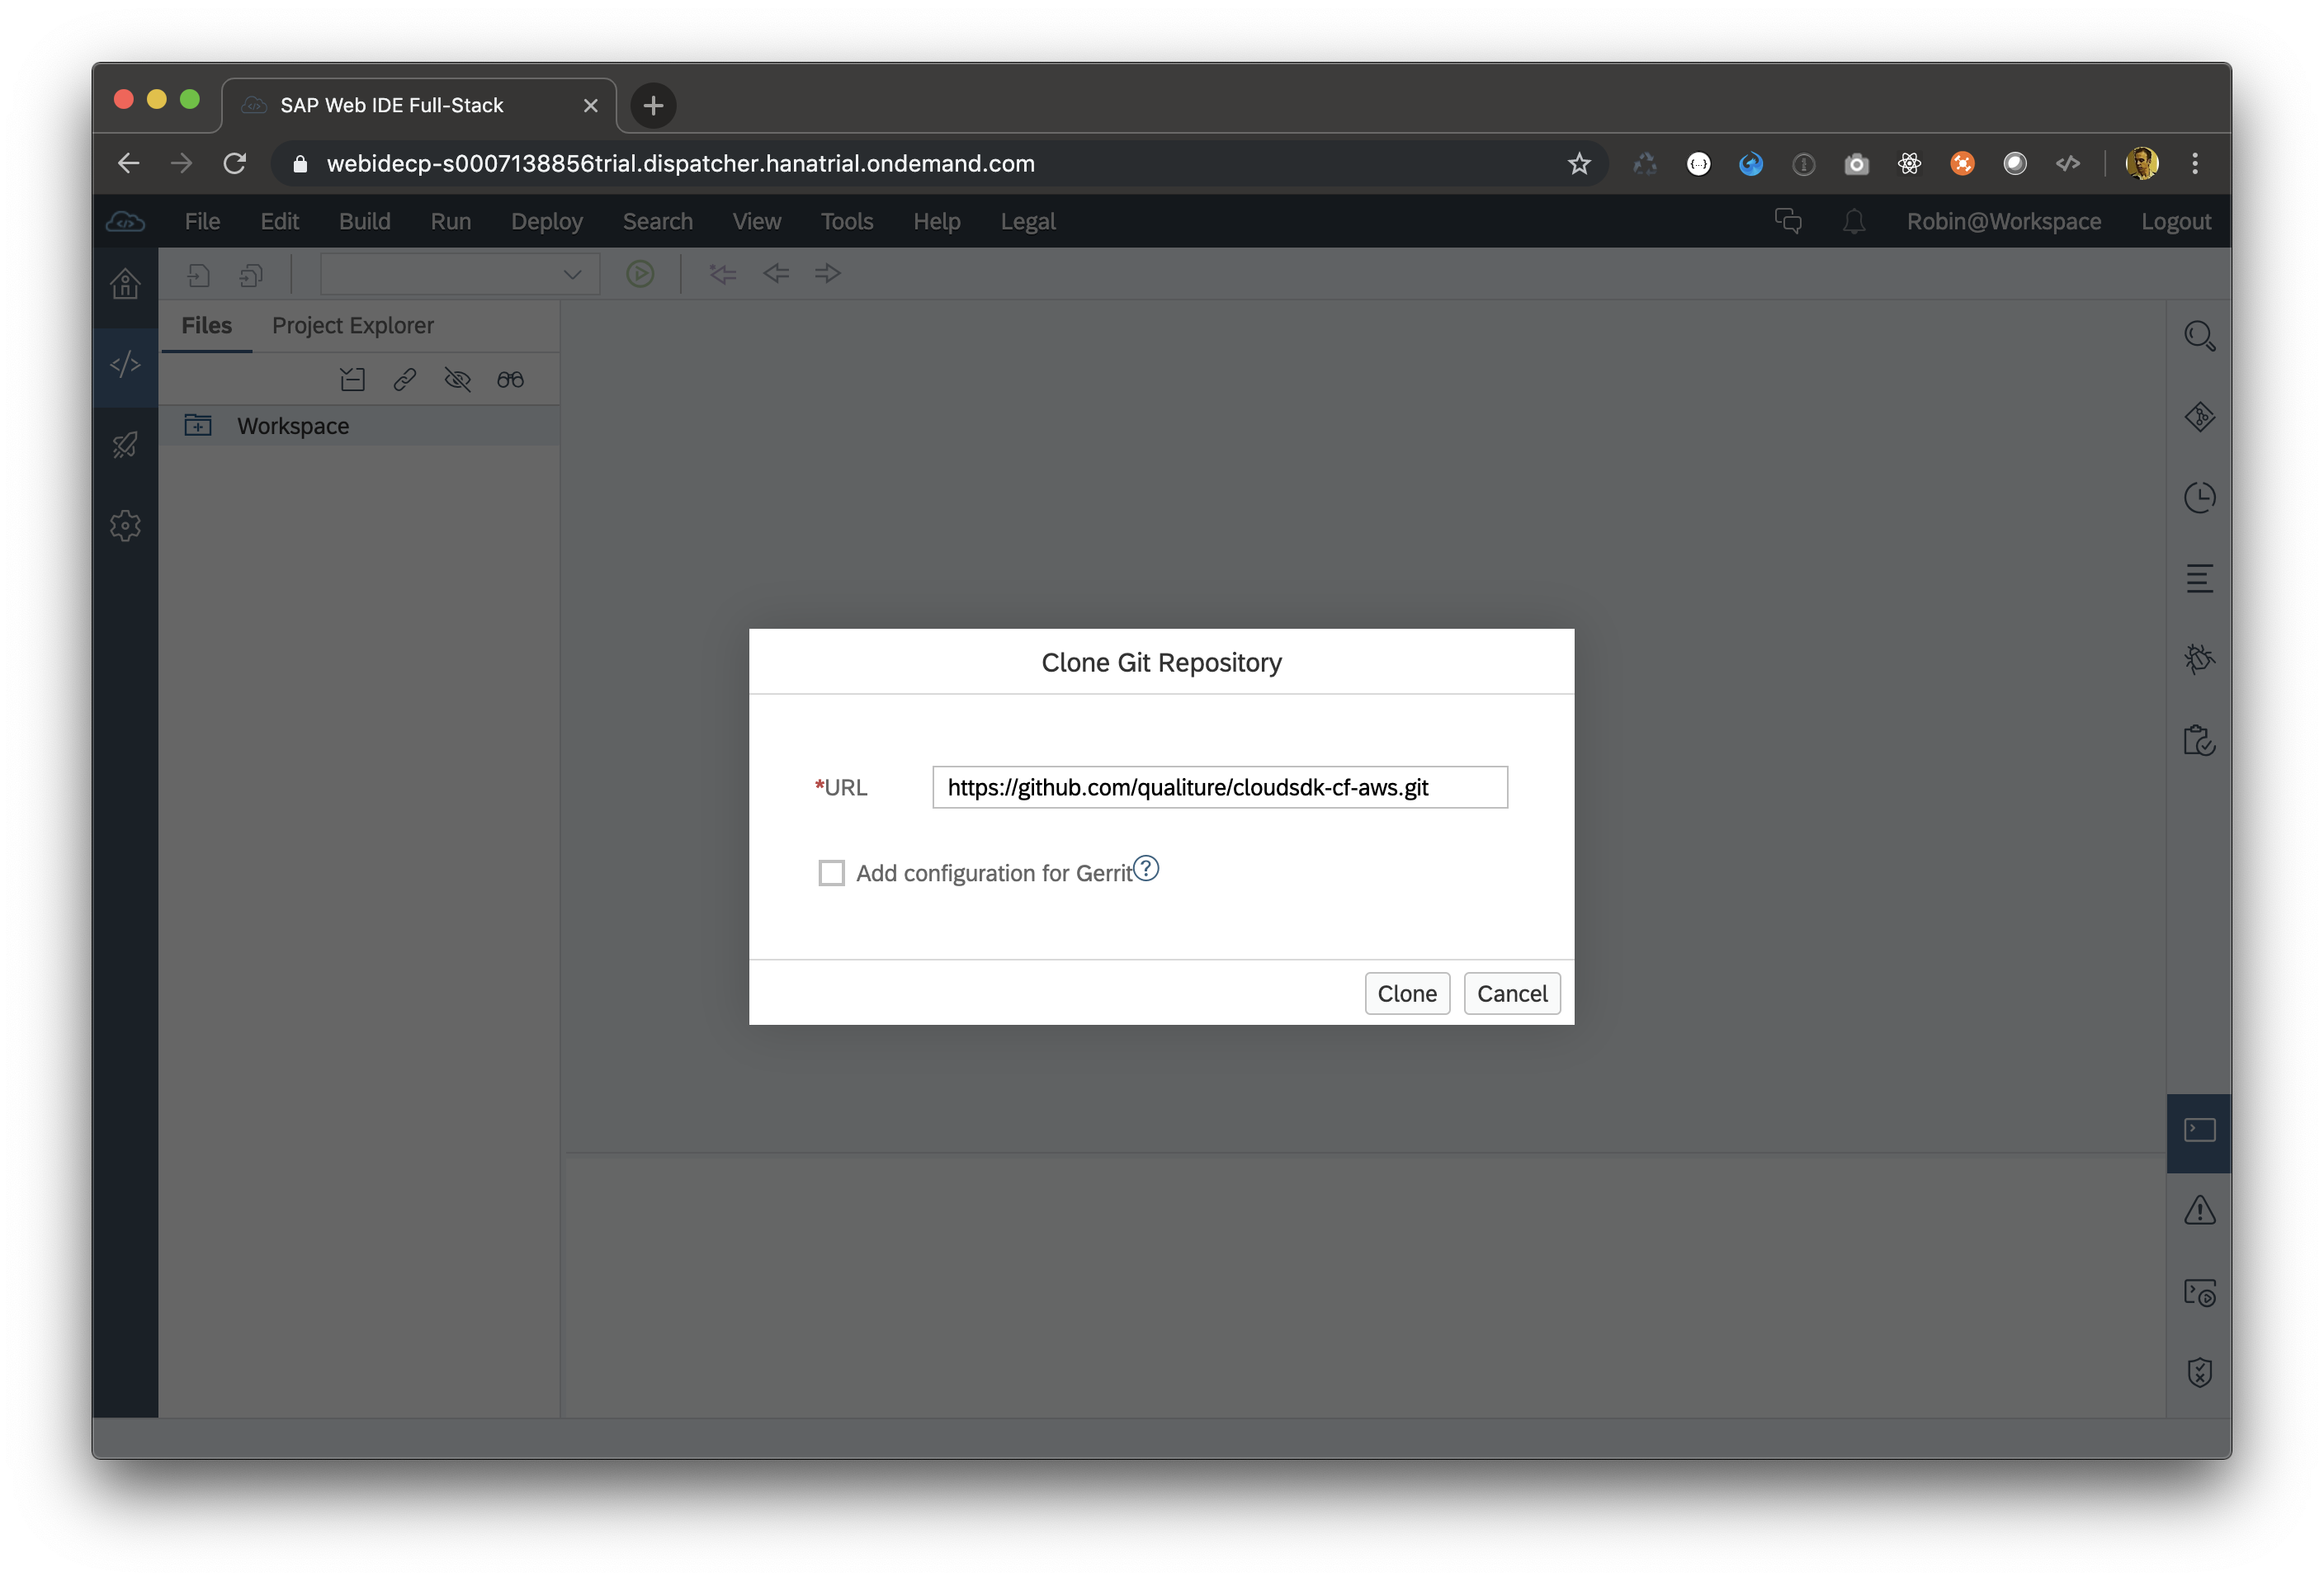 SAP Web IDE Full-Stack
webidecp-s0007138856trial.dispatcher.hanatrial.ondemand.com
File Edit Build Run Deploy Search View Tools Help Legal Robin@Workspace Logout
Files Project Explorer
Workspace
Clone Git Repository
*URL https://github.com/qualiture/cloudsdk-cf-aws.git
Add configuration for Gerrit ?
Clone Cancel